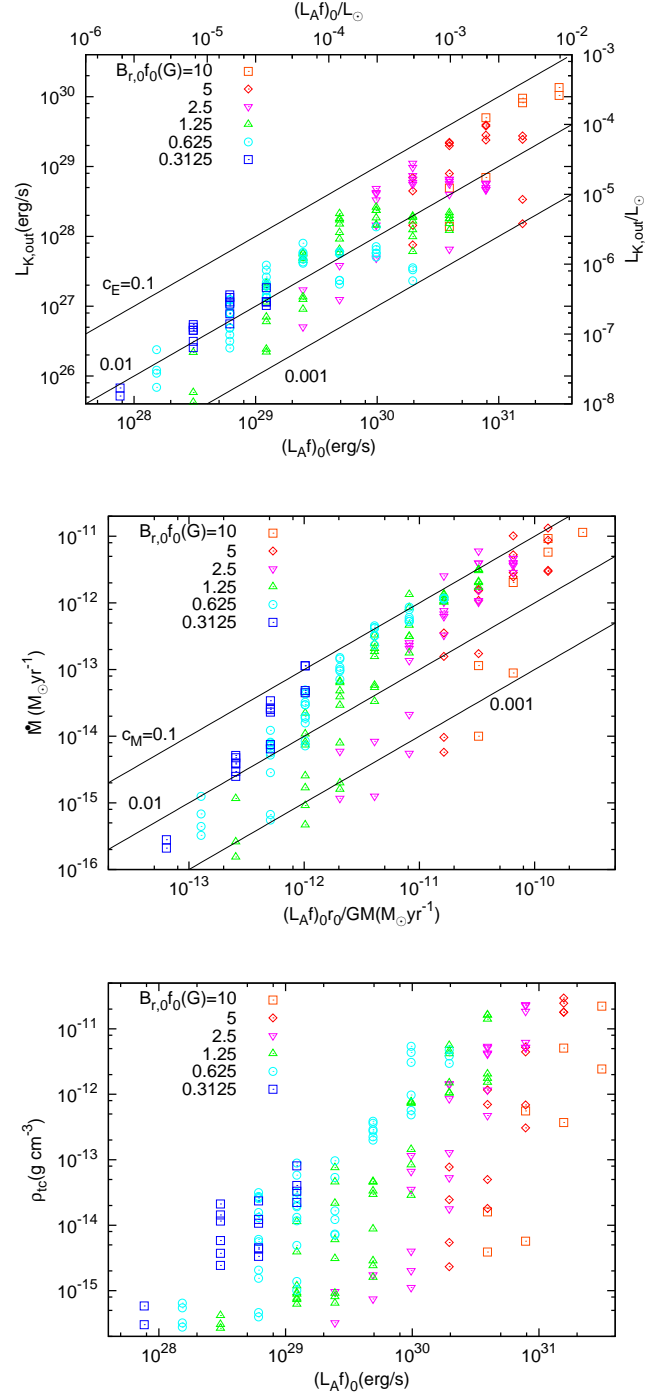 (L_A f)_0/L_☉
10^-6 10^-5 10^-4 10^-3 10^-2
B_r,0 f_0(G)=10
5
2.5
1.25
0.625
0.3125
10^30
10^29
10^28
10^27
10^26
L_K,out(erg/s)
10^-3
10^-4
10^-5
10^-6
10^-7
10^-8
L_K,out/L_☉
c_E=0.1
0.01
0.001
10^28 10^29 10^30 10^31
(L_A f)_0(erg/s)
B_r,0 f_0(G)=10
5
2.5
1.25
0.625
0.3125
10^-11
10^-12
10^-13
10^-14
10^-15
10^-16
Ṁ (M_☉yr^-1)
c_M=0.1
0.01
0.001
10^-13 10^-12 10^-11 10^-10
(L_A f)_0 r_0/GM(M_☉yr^-1)
B_r,0 f_0(G)=10
5
2.5
1.25
0.625
0.3125
10^-11
10^-12
10^-13
10^-14
10^-15
ρ_tc(g cm^-3)
10^28 10^29 10^30 10^31
(L_A f)_0(erg/s)